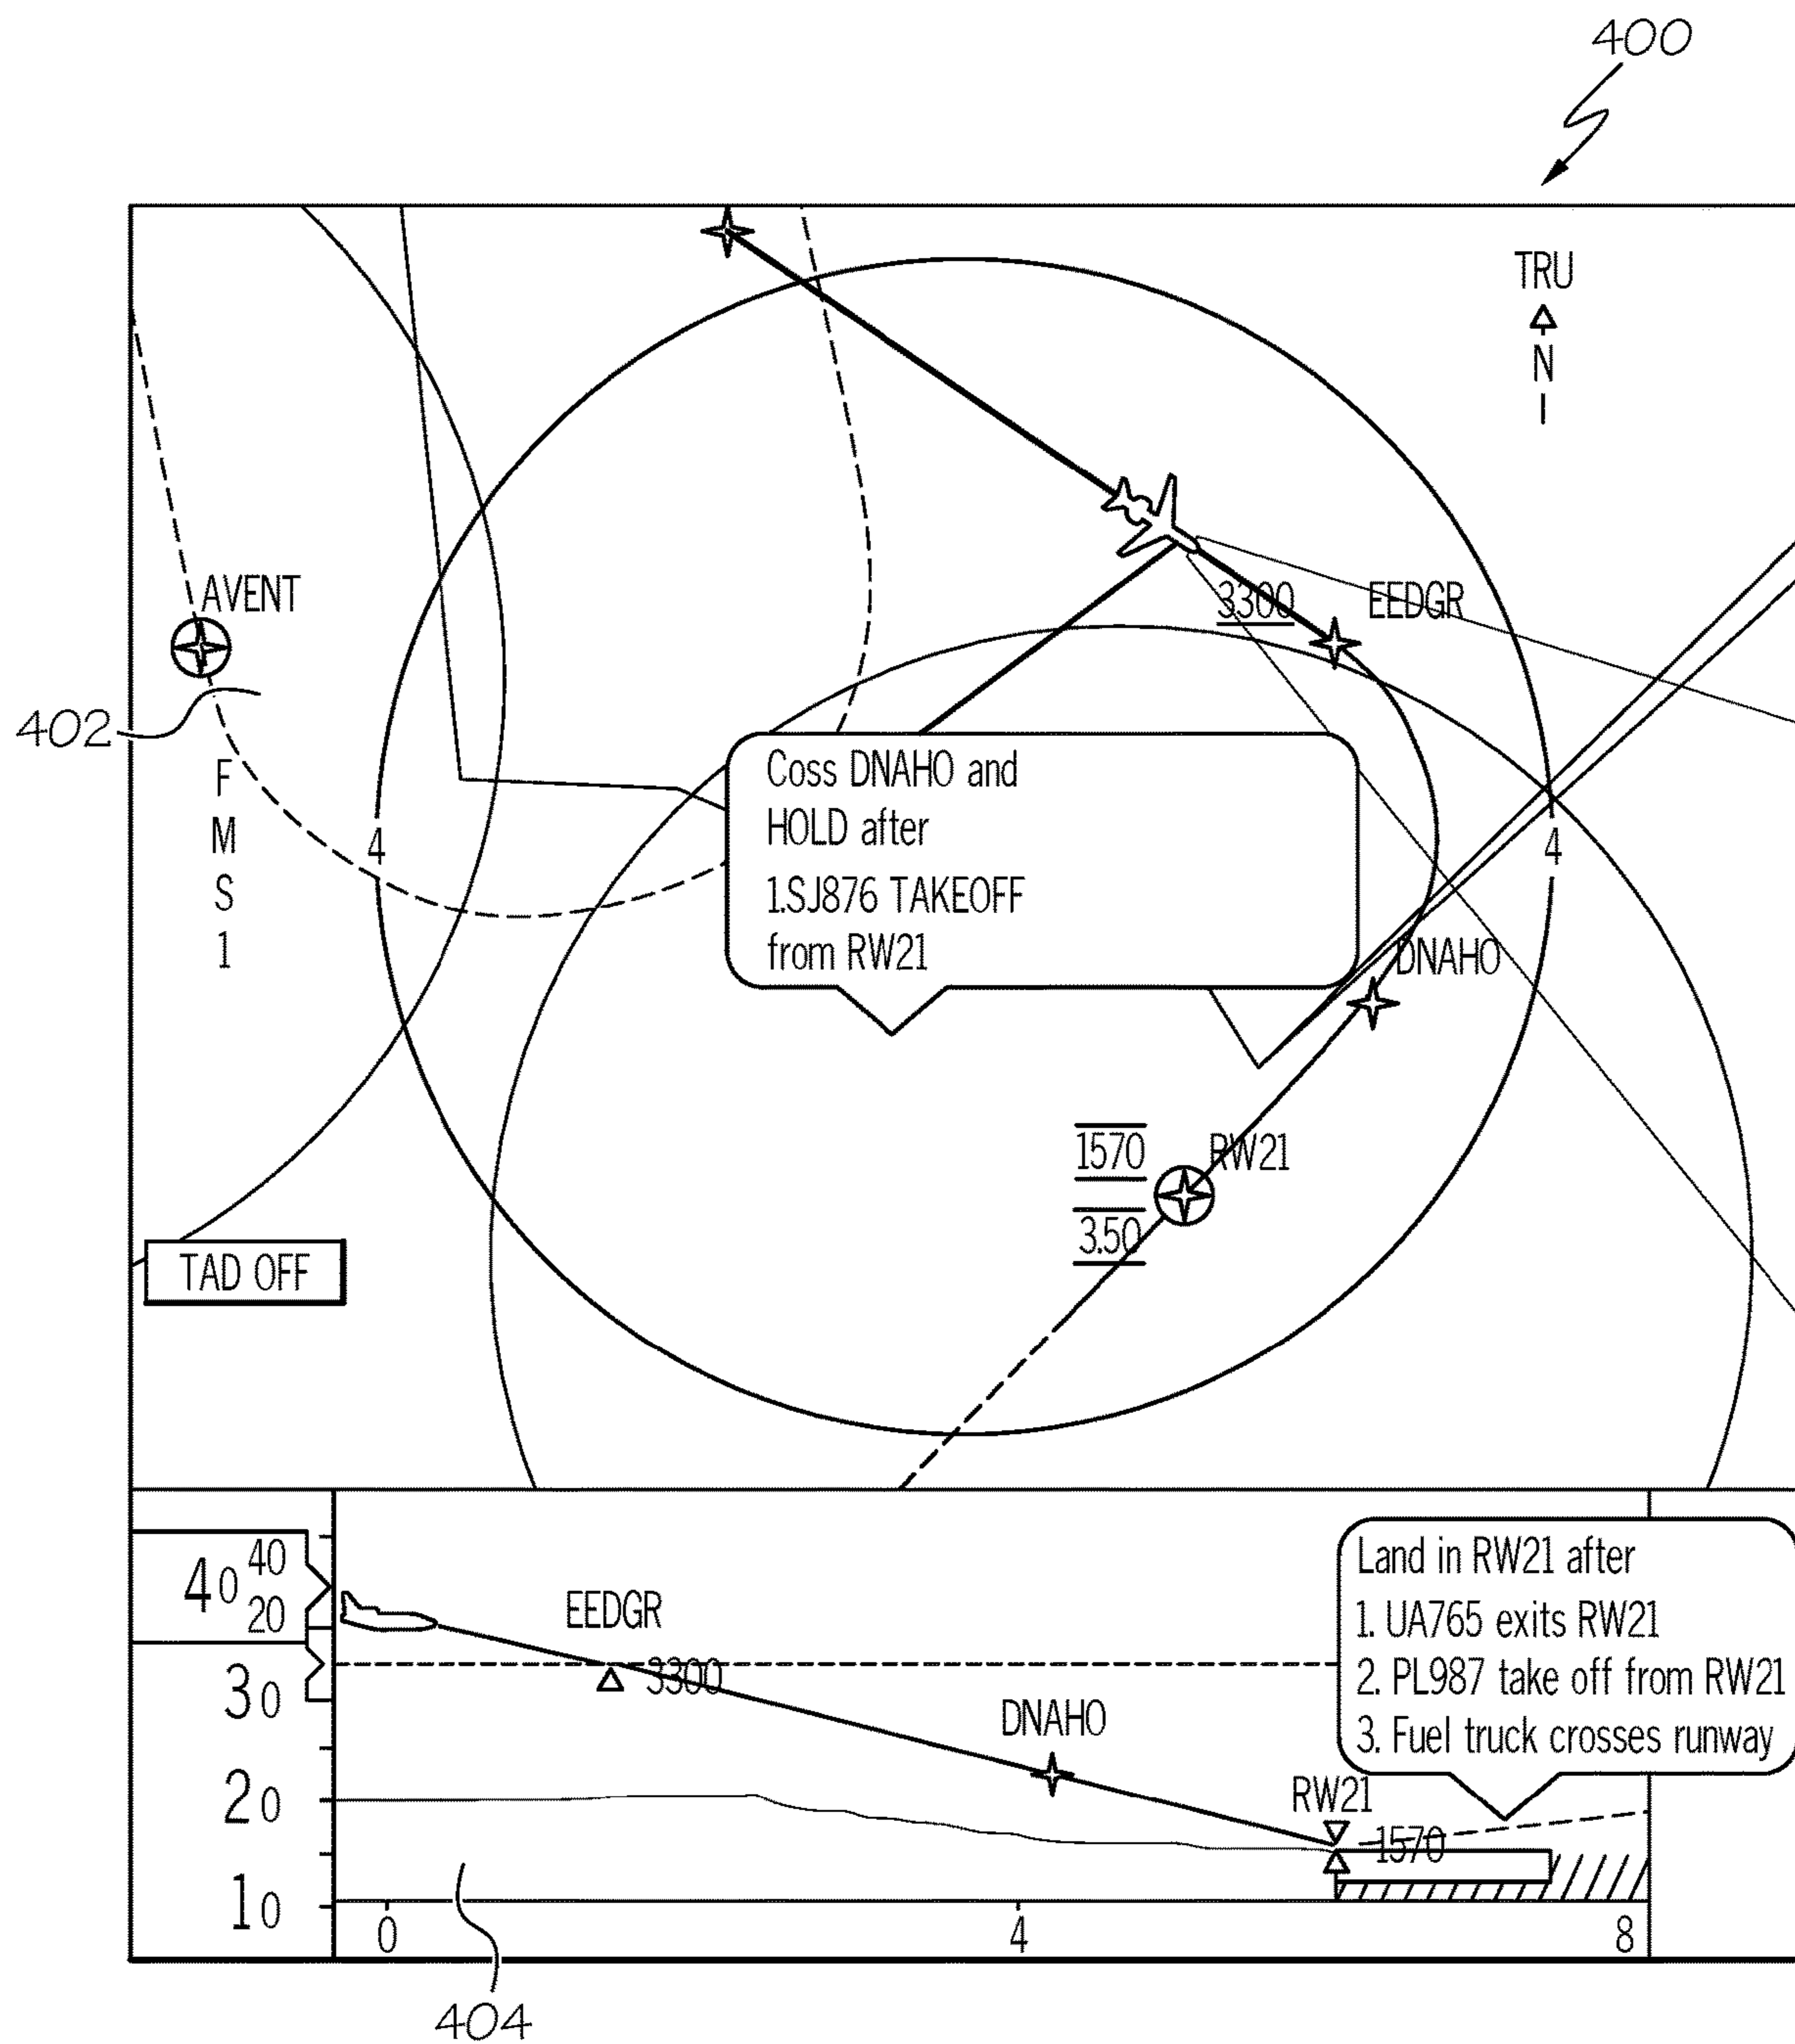 400
TRU
N
AVENT
3300 EEDGR
402
F
M
S
1
4
4
Coss DNAHO and
HOLD after
1.SJ876 TAKEOFF
from RW21
DNAHO
1570 RW21
3.50
TAD OFF
40 40
20
30
20
10
EEDGR
3300
DNAHO
RW21
1570
Land in RW21 after
1. UA765 exits RW21
2. PL987 take off from RW21
3. Fuel truck crosses runway
0 4 8
404